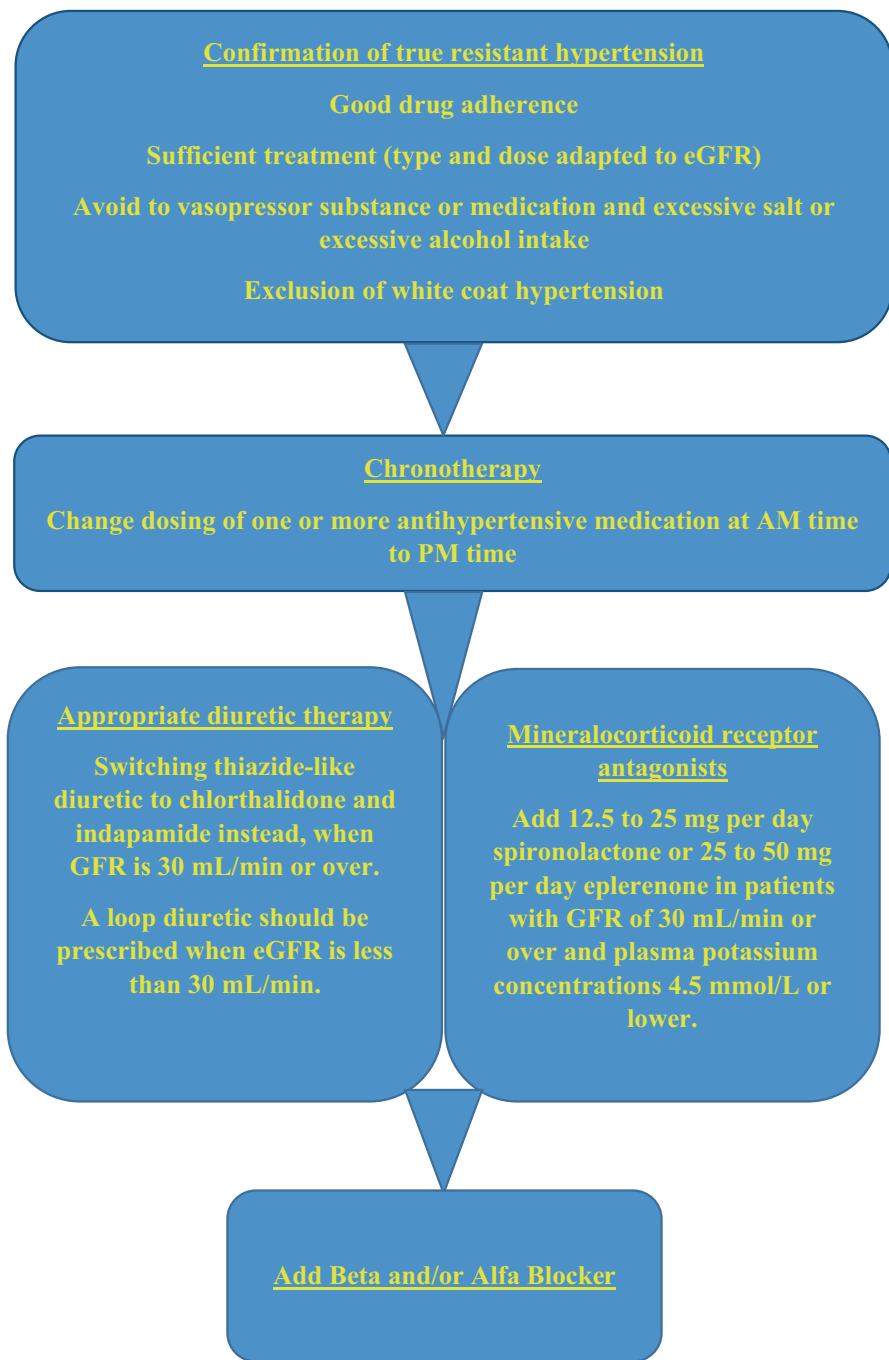 Confirmation of true resistant hypertension
Good drug adherence
Sufficient treatment (type and dose adapted to eGFR)
Avoid to vasopressor substance or medication and excessive salt or
excessive alcohol intake
Exclusion of white coat hypertension
Chronotherapy
Change dosing of one or more antihypertensive medication at AM time
to PM time
Appropriate diuretic therapy
Switching thiazide-like
diuretic to chlorthalidone and
indapamide instead, when
GFR is 30 mL/min or over.
A loop diuretic should be
prescribed when eGFR is less
than 30 mL/min.
Mineralocorticoid receptor
antagonists
Add 12.5 to 25 mg per day
spironolactone or 25 to 50 mg
per day eplerenone in patients
with GFR of 30 mL/min or
over and plasma potassium
concentrations 4.5 mmol/L or
lower.
Add Beta and/or Alfa Blocker